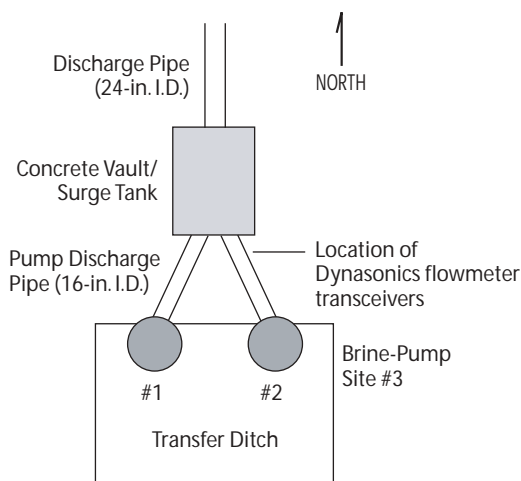 Discharge Pipe
(24-in. I.D.)
NORTH
Concrete Vault/
Surge Tank
Pump Discharge
Pipe (16-in. I.D.)
Location of
Dynasonics flowmeter
transceivers
Brine-Pump
Site #3
#1
#2
Transfer Ditch